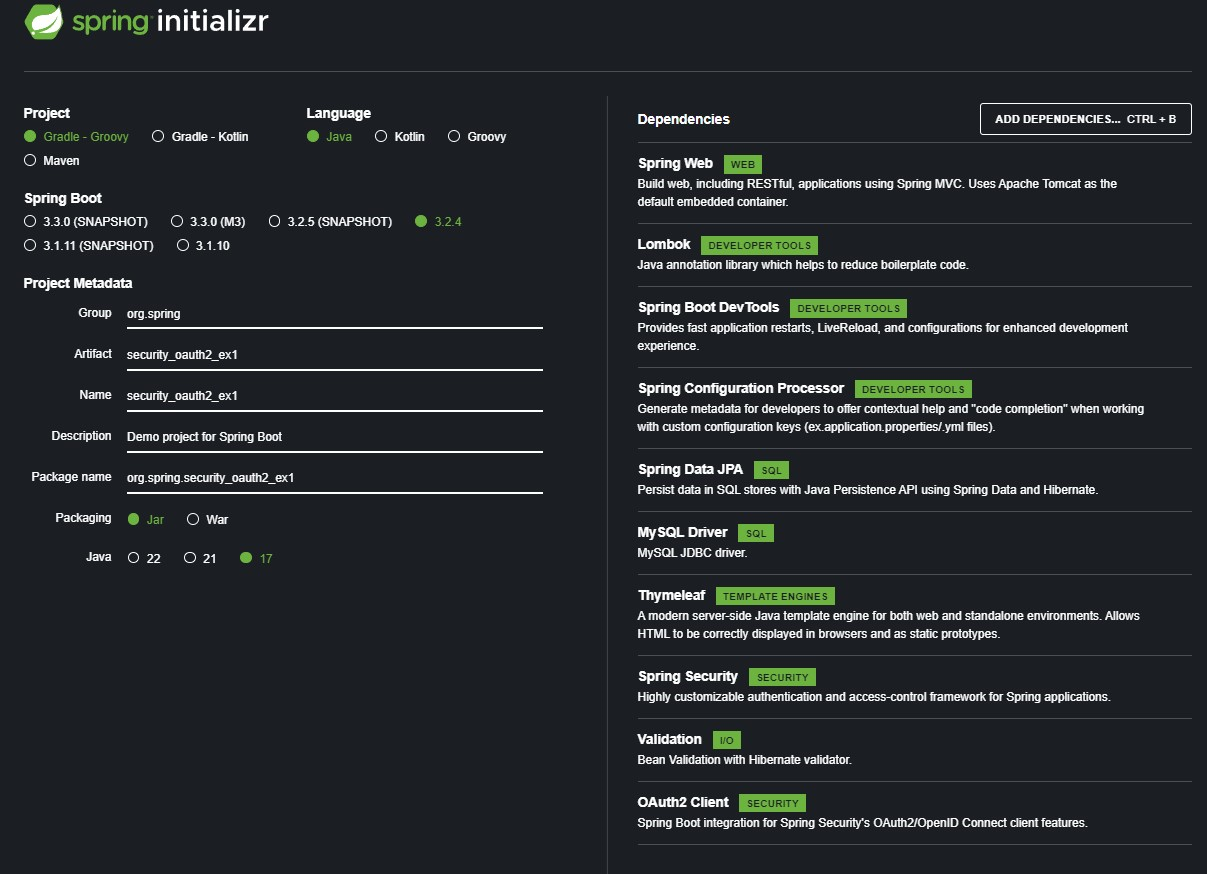 spring initializr
Project
Gradle - Groovy Gradle - Kotlin
Maven
Language
Java Kotlin Groovy
Spring Boot
3.3.0 (SNAPSHOT) 3.3.0 (M3) 3.2.5 (SNAPSHOT) 3.2.4
3.1.11 (SNAPSHOT) 3.1.10
Project Metadata
Group org.spring
Artifact security_oauth2_ex1
Name security_oauth2_ex1
Description Demo project for Spring Boot
Package name org.spring.security_oauth2_ex1
Packaging Jar War
Java 22 21 17
Dependencies ADD DEPENDENCIES... CTRL + B
Spring Web WEB
Build web, including RESTful, applications using Spring MVC. Uses Apache Tomcat as the
default embedded container.
Lombok DEVELOPER TOOLS
Java annotation library which helps to reduce boilerplate code.
Spring Boot DevTools DEVELOPER TOOLS
Provides fast application restarts, LiveReload, and configurations for enhanced development
experience.
Spring Configuration Processor DEVELOPER TOOLS
Generate metadata for developers to offer contextual help and "code completion" when working
with custom configuration keys (ex.application.properties/.yml files).
Spring Data JPA SQL
Persist data in SQL stores with Java Persistence API using Spring Data and Hibernate.
MySQL Driver SQL
MySQL JDBC driver.
Thymeleaf TEMPLATE ENGINES
A modern server-side Java template engine for both web and standalone environments. Allows
HTML to be correctly displayed in browsers and as static prototypes.
Spring Security SECURITY
Highly customizable authentication and access-control framework for Spring applications.
Validation I/O
Bean Validation with Hibernate validator.
OAuth2 Client SECURITY
Spring Boot integration for Spring Security's OAuth2/OpenID Connect client features.